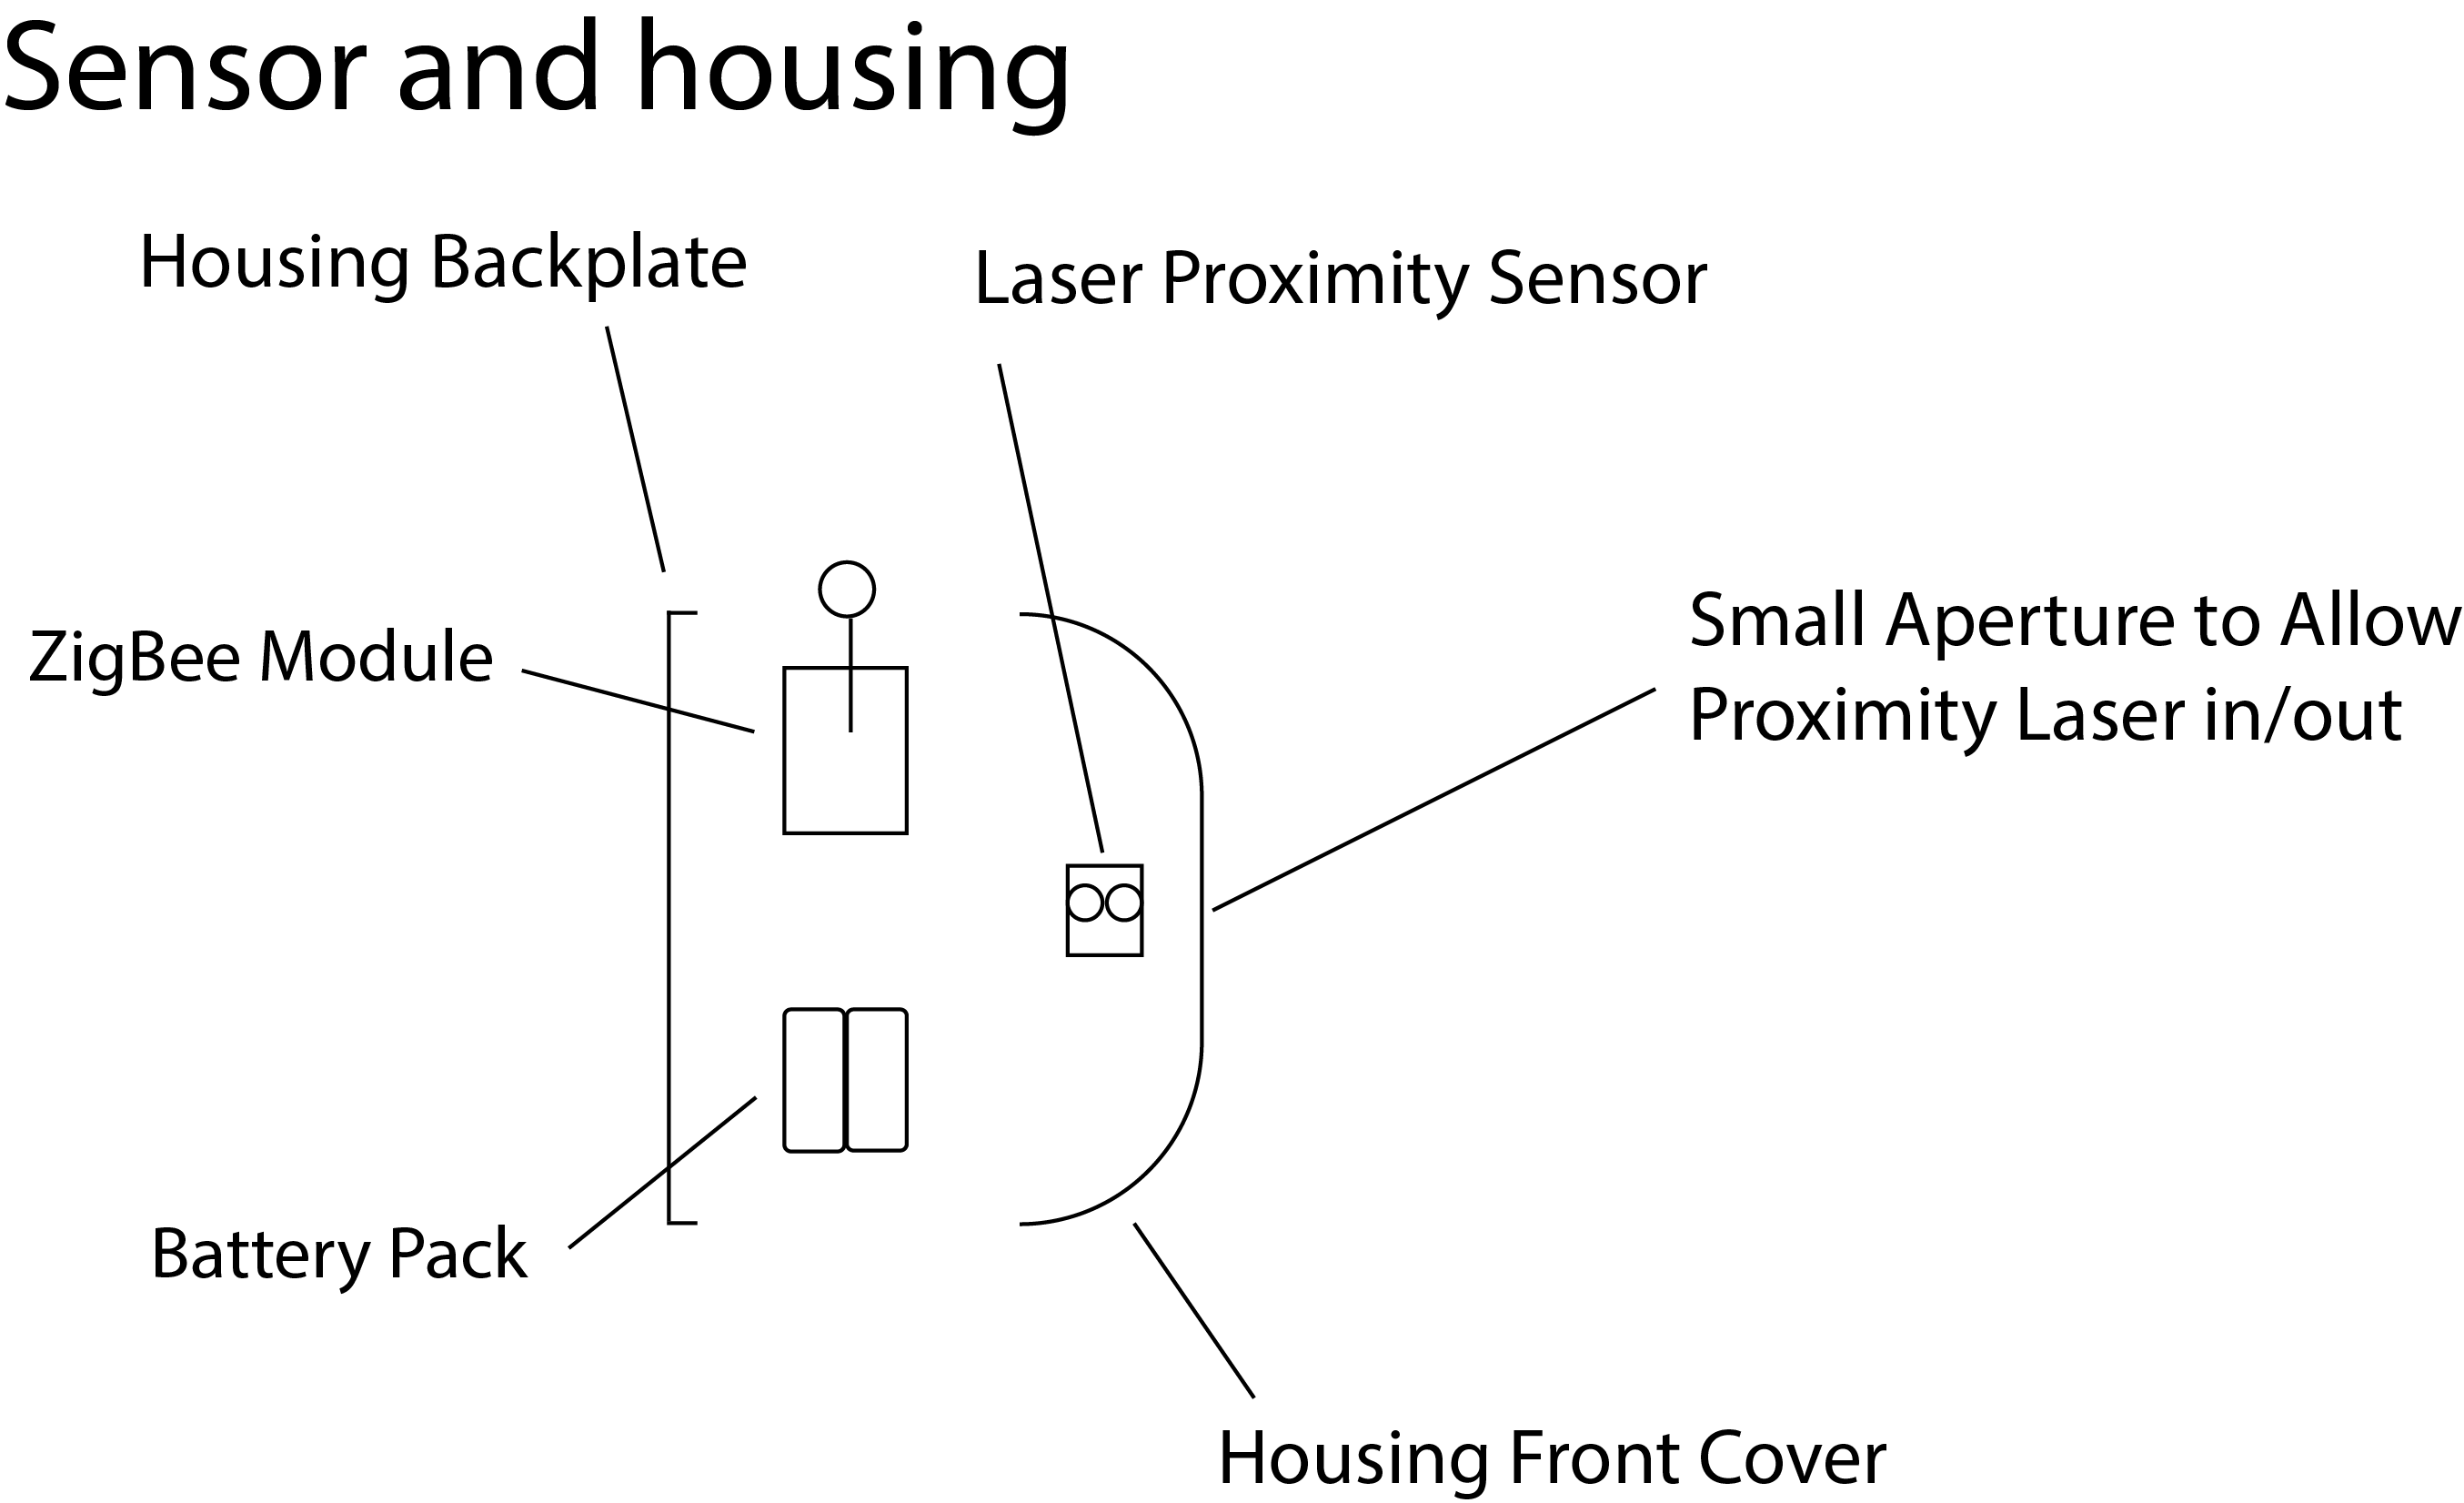 Sensor and housing
Housing Backplate
Laser Proximity Sensor
ZigBee Module
Small Aperture to Allow
Proximity Laser in/out
Battery Pack
Housing Front Cover